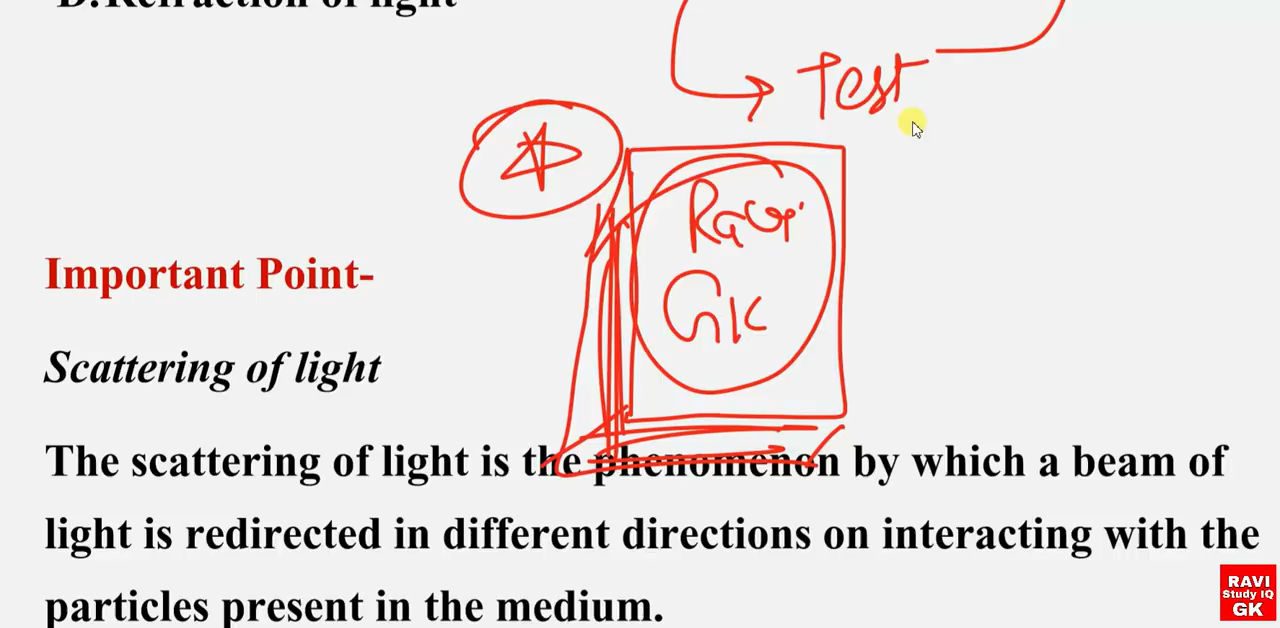 D. Refraction of light
Test
Ravi
GK
Important Point-
Scattering of light
The scattering of light is the phenomenon by which a beam of
light is redirected in different directions on interacting with the
particles present in the medium.
RAVI
Study IQ
GK